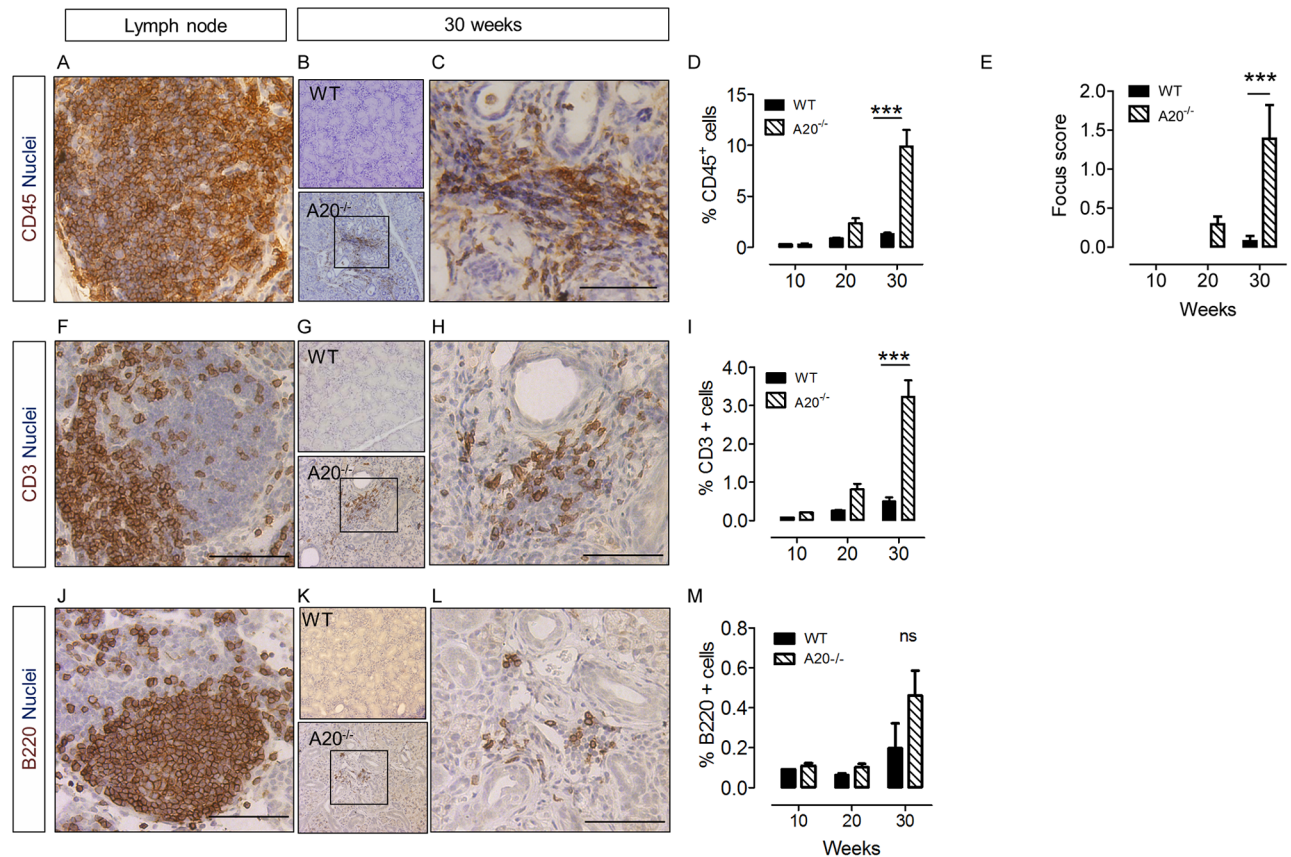 Lymph node
30 weeks
A
B
C
D
E
CD45 Nuclei
WT
A20-/-
% CD45+ cells
15
10
5
0
WT
A20-/-
***
10
20
30
Focus score
2.0
1.5
1.0
0.5
0.0
WT
A20-/-
***
10
20
30
Weeks
F
G
H
I
CD3 Nuclei
WT
A20-/-
% CD3 + cells
4.0
3.0
2.0
1.0
0.0
WT
A20-/-
***
10
20
30
J
K
L
M
B220 Nuclei
WT
A20-/-
% B220 + cells
0.8
0.6
0.4
0.2
0.0
WT
A20-/-
ns
10
20
30
Weeks